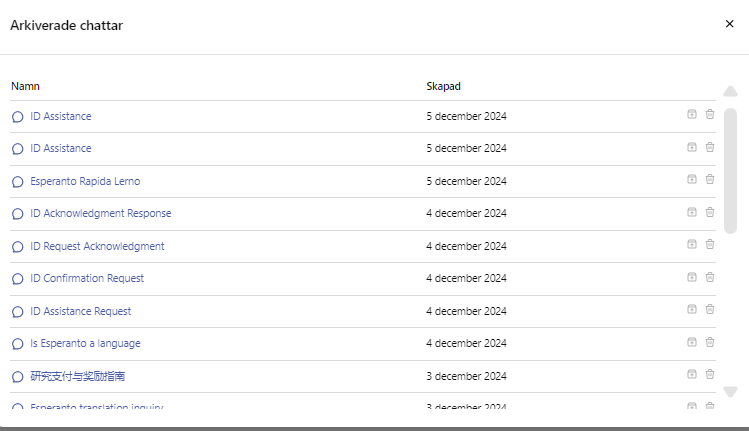 Arkiverade chattar
Namn Skapad
ID Assistance 5 december 2024
ID Assistance 5 december 2024
Esperanto Rapida Lerno 5 december 2024
ID Acknowledgment Response 4 december 2024
ID Request Acknowledgment 4 december 2024
ID Confirmation Request 4 december 2024
ID Assistance Request 4 december 2024
Is Esperanto a language 4 december 2024
研究支付与奖励指南 3 december 2024
Esperanto translation inquiry 3 december 2024